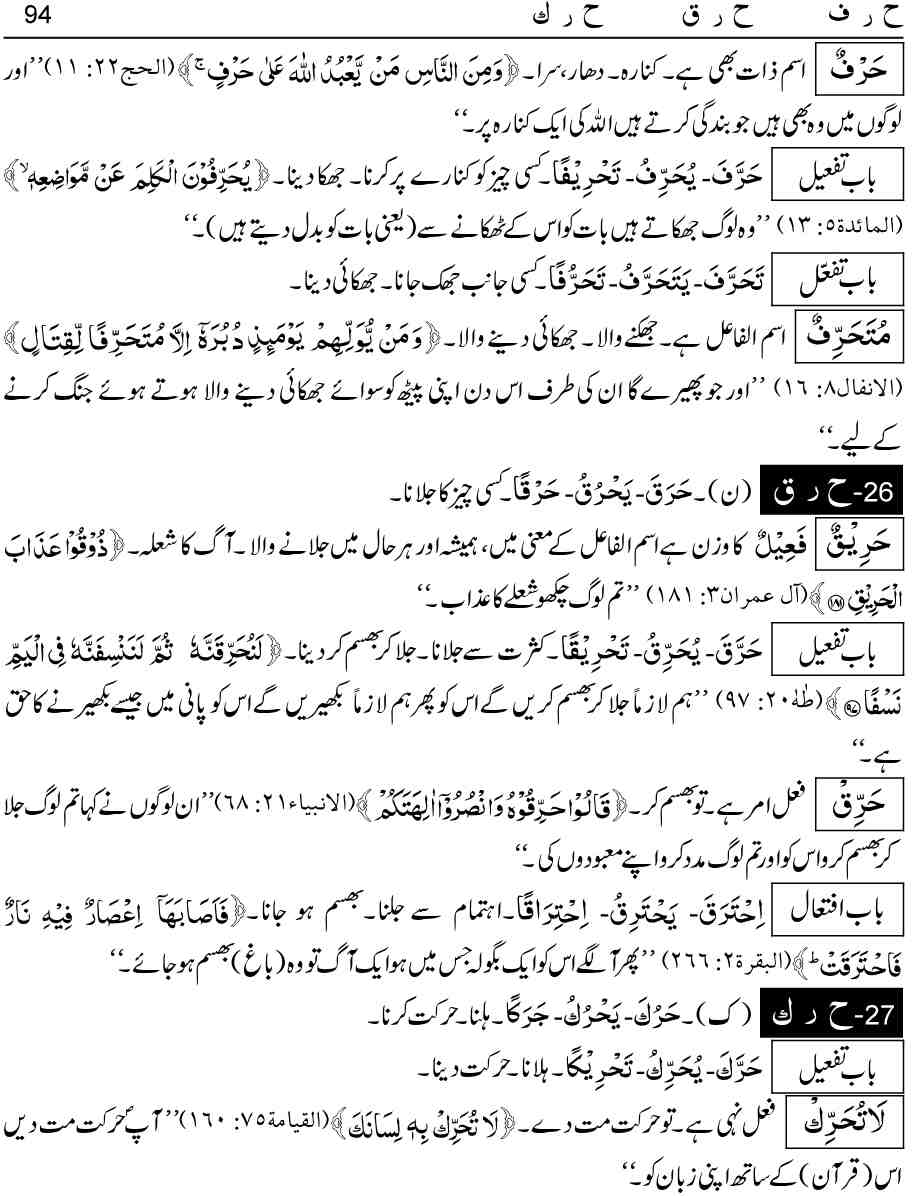 ح ر ف ح ر ق ح ر ك 94
حَرْفٌ اسم ذات بھی ہے۔ کنارہ۔ دھار، سرا۔ ﴿وَمِنَ النَّاسِ مَنْ يَّعْبُدُ اللّٰهَ عَلٰى حَرْفٍ ۚ﴾ (الحج۲۲: ۱۱) ’’اور
لوگوں میں وہ بھی ہیں جو بندگی کرتے ہیں اللہ کی ایک کنارہ پر۔‘‘
باب تفعیل حَرَّفَ- يُحَرِّفُ- تَحْرِيْفًا۔ کسی چیز کو کنارے پر کرنا۔ جھکا دینا۔ ﴿يُحَرِّفُوْنَ الْكَلِمَ عَنْ مَّوَاضِعِهٖ ۙ﴾
(المائدة۵: ۱۳) ’’وہ لوگ جھکاتے ہیں بات کو اس کے ٹھکانے سے (یعنی بات کو بدل دیتے ہیں)۔‘‘
باب تفعّل تَحَرَّفَ- يَتَحَرَّفُ- تَحَرُّفًا۔ کسی جانب جھک جانا۔ جھکائی دینا۔
مُتَحَرِّفٌ اسم الفاعل ہے۔ جھکنے والا۔ جھکائی دینے والا۔ ﴿وَمَنْ يُّوَلِّهِمْ يَوْمَىِٕذٍ دُبُرَهٗٓ اِلَّا مُتَحَرِّفًا لِّقِتَالٍ﴾
(الانفال۸: ۱۶) ’’اور جو پھیرے گا ان کی طرف اس دن اپنی پیٹھ کو سوائے جھکائی دینے والا ہوتے ہوئے جنگ کرنے
کے لیے۔‘‘
26- ح ر ق (ن)۔ حَرَقَ- يَحْرُقُ- حَرْقًا۔ کسی چیز کا جلانا۔
حَرِيْقٌ فَعِيْلٌ کا وزن ہے اسم الفاعل کے معنی میں، ہمیشہ اور ہر حال میں جلانے والا۔ آگ کا شعلہ۔ ﴿ذُوْقُوْا عَذَابَ
الْحَرِيْقِ ۝۱۸۱﴾ (آل عمران۳: ۱۸۱) ’’تم لوگ چکھو شعلے کا عذاب۔‘‘
باب تفعیل حَرَّقَ- يُحَرِّقُ- تَحْرِيْقًا۔ کثرت سے جلانا۔ جلا کر بھسم کر دینا۔ ﴿لَنُحَرِّقَنَّهٗ ثُمَّ لَنَنْسِفَنَّهٗ فِى الْيَمِّ
نَسْفًا ۝۹۷﴾ (طٰهٰ۲۰: ۹۷) ’’ہم لازماً جلا کر بھسم کریں گے اس کو پھر ہم لازماً بکھیریں گے اس کو پانی میں جیسے بکھیرنے کا حق
ہے۔‘‘
حَرِّقْ فعل امر ہے۔ تو بھسم کر۔ ﴿قَالُوْا حَرِّقُوْهُ وَانْصُرُوْٓا اٰلِهَتَكُمْ﴾ (الانبیاء۲۱: ۶۸) ’’ان لوگوں نے کہا تم لوگ جلا
کر بھسم کرو اس کو اور تم لوگ مدد کرو اپنے معبودوں کی۔‘‘
باب افتعال اِحْتَرَقَ- يَحْتَرِقُ- اِحْتِرَاقًا۔ اہتمام سے جلنا۔ بھسم ہو جانا۔ ﴿فَاَصَابَهَآ اِعْصَارٌ فِيْهِ نَارٌ
فَاحْتَرَقَتْ ؕ﴾ (البقرة۲: ۲۶۶) ’’پھر آ لگے اس کو ایک بگولہ جس میں ہو ایک آگ تو وہ (باغ) بھسم ہو جائے۔‘‘
27- ح ر ك (ک)۔ حَرُكَ- يَحْرُكُ- حَرَكًا۔ ہلنا۔ حرکت کرنا۔
باب تفعیل حَرَّكَ- يُحَرِّكُ- تَحْرِيْكًا۔ ہلانا۔ حرکت دینا۔
لَا تُحَرِّكْ فعل نہی ہے۔ تو حرکت مت دے۔ ﴿لَا تُحَرِّكْ بِهٖ لِسَانَكَ﴾ (القیامة۷۵: ۱۶۰) ’’آپؐ حرکت مت دیں
اس (قرآن) کے ساتھ اپنی زبان کو۔‘‘